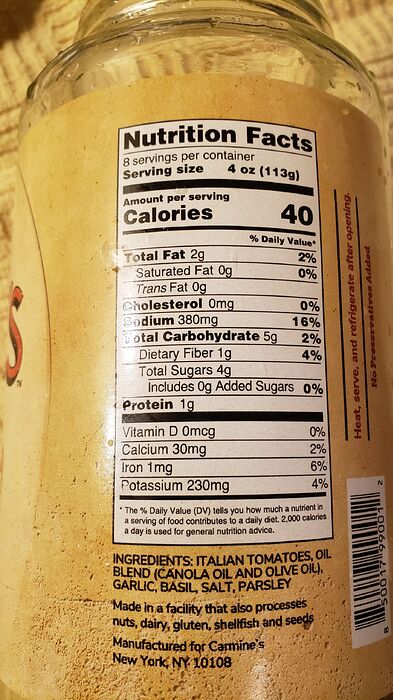 Nutrition Facts
8 servings per container
Serving size 4 oz (113g)
Amount per serving
Calories 40
% Daily Value*
Total Fat 2g 2%
Saturated Fat 0g 0%
Trans Fat 0g
Cholesterol 0mg 0%
Sodium 380mg 16%
Total Carbohydrate 5g 2%
Dietary Fiber 1g 4%
Total Sugars 4g
Includes 0g Added Sugars 0%
Protein 1g
Vitamin D 0mcg 0%
Calcium 30mg 2%
Iron 1mg 6%
Potassium 230mg 4%
* The % Daily Value (DV) tells you how much a nutrient in
a serving of food contributes to a daily diet. 2,000 calories
a day is used for general nutrition advice.
INGREDIENTS: ITALIAN TOMATOES, OIL
BLEND (CANOLA OIL AND OLIVE OIL),
GARLIC, BASIL, SALT, PARSLEY
Made in a facility that also processes
nuts, dairy, gluten, shellfish and seeds
Manufactured for Carmine's
New York, NY 10108
Heat, serve, and refrigerate after opening.
No Preservatives Added
S
TM
8 50017 99001 2